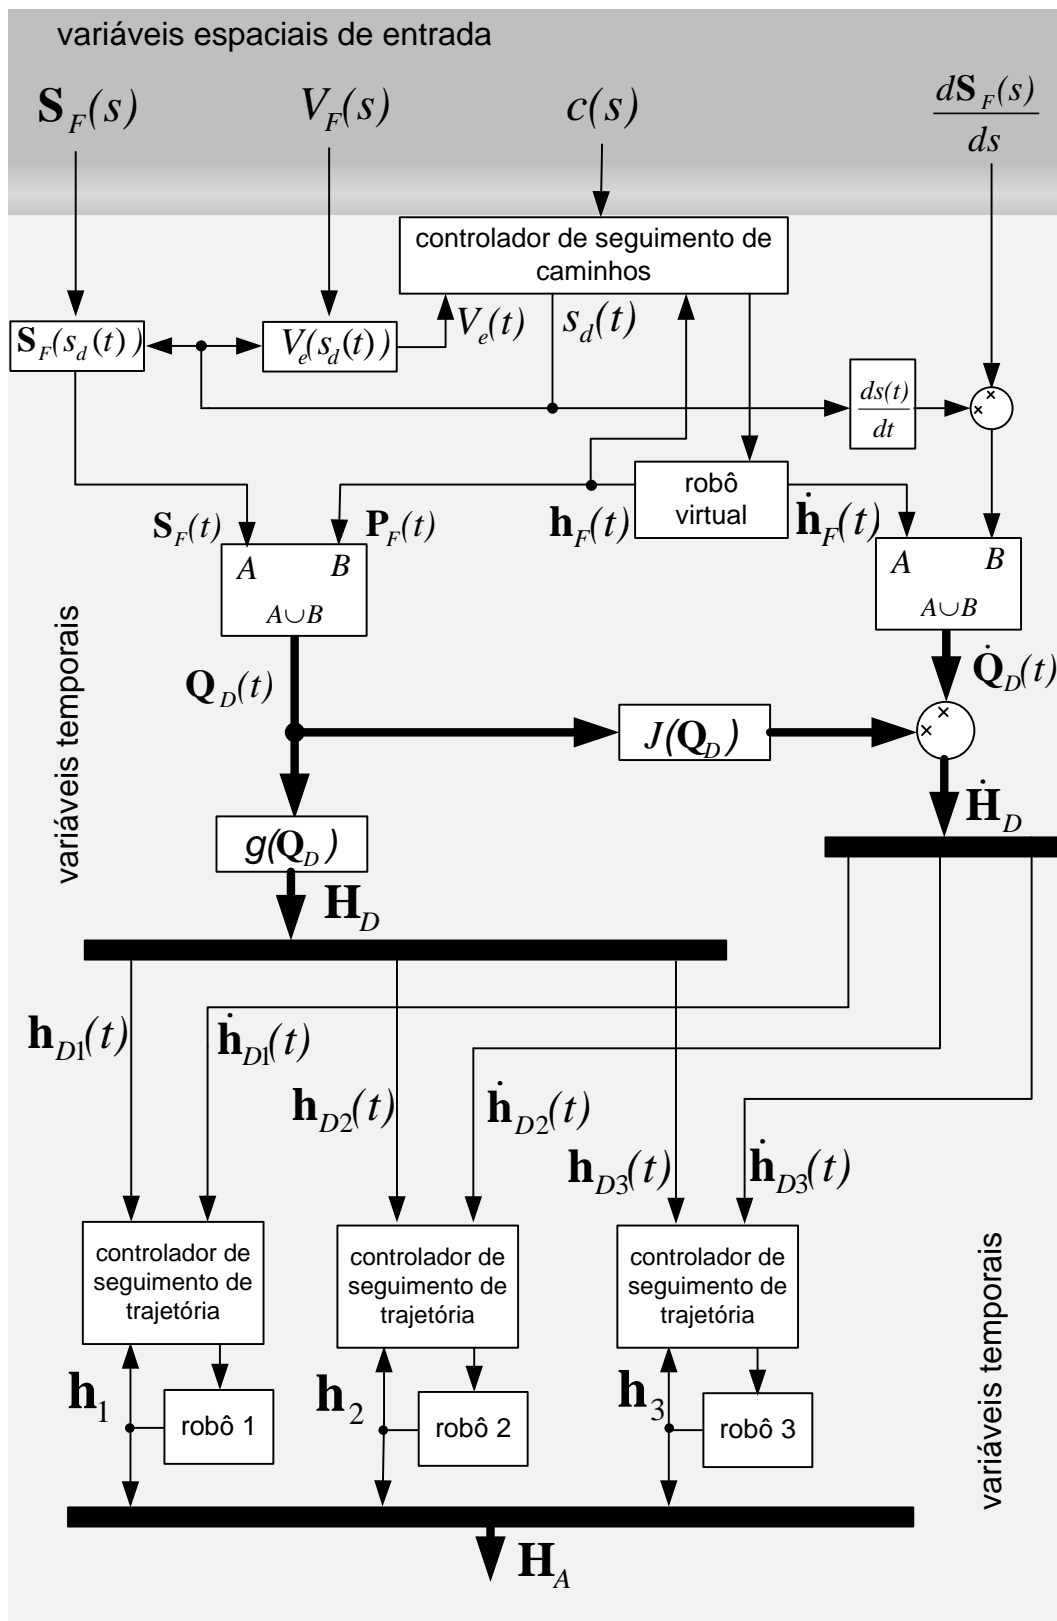 variáveis espaciais de entrada
S_F(s)
V_F(s)
c(s)
dS_F(s)
ds
controlador de seguimento de
caminhos
S_F(s_d(t))
V_e(s_d(t))
V_e(t)
s_d(t)
ds(t)
dt
× ×
robô
virtual
S_F(t)
P_F(t)
h_F(t)
ḣ_F(t)
A B
A∪B
A B
A∪B
variáveis temporais
Q_D(t)
Q̇_D(t)
J(Q_D)
× ×
g(Q_D)
Ḣ_D
H_D
h_D1(t)
ḣ_D1(t)
h_D2(t)
ḣ_D2(t)
h_D3(t)
ḣ_D3(t)
controlador de
seguimento de
trajetória
controlador de
seguimento de
trajetória
controlador de
seguimento de
trajetória
variáveis temporais
h_1
robô 1
h_2
robô 2
h_3
robô 3
H_A